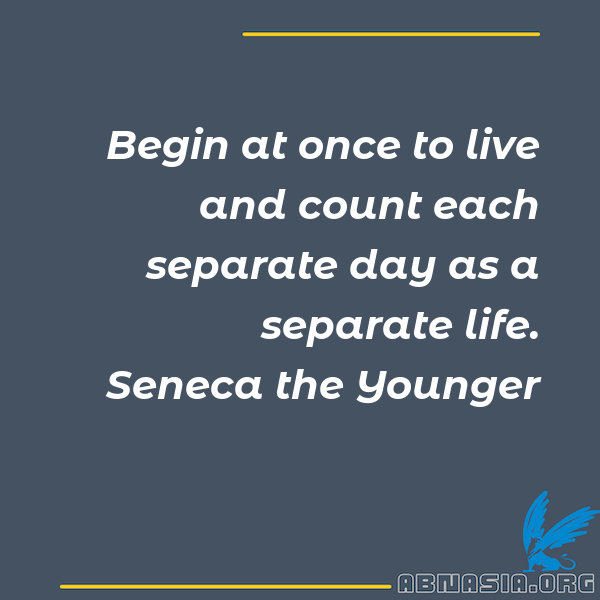 Begin at once to live
and count each
separate day as a
separate life.
Seneca the Younger
ABNASIA.ORG